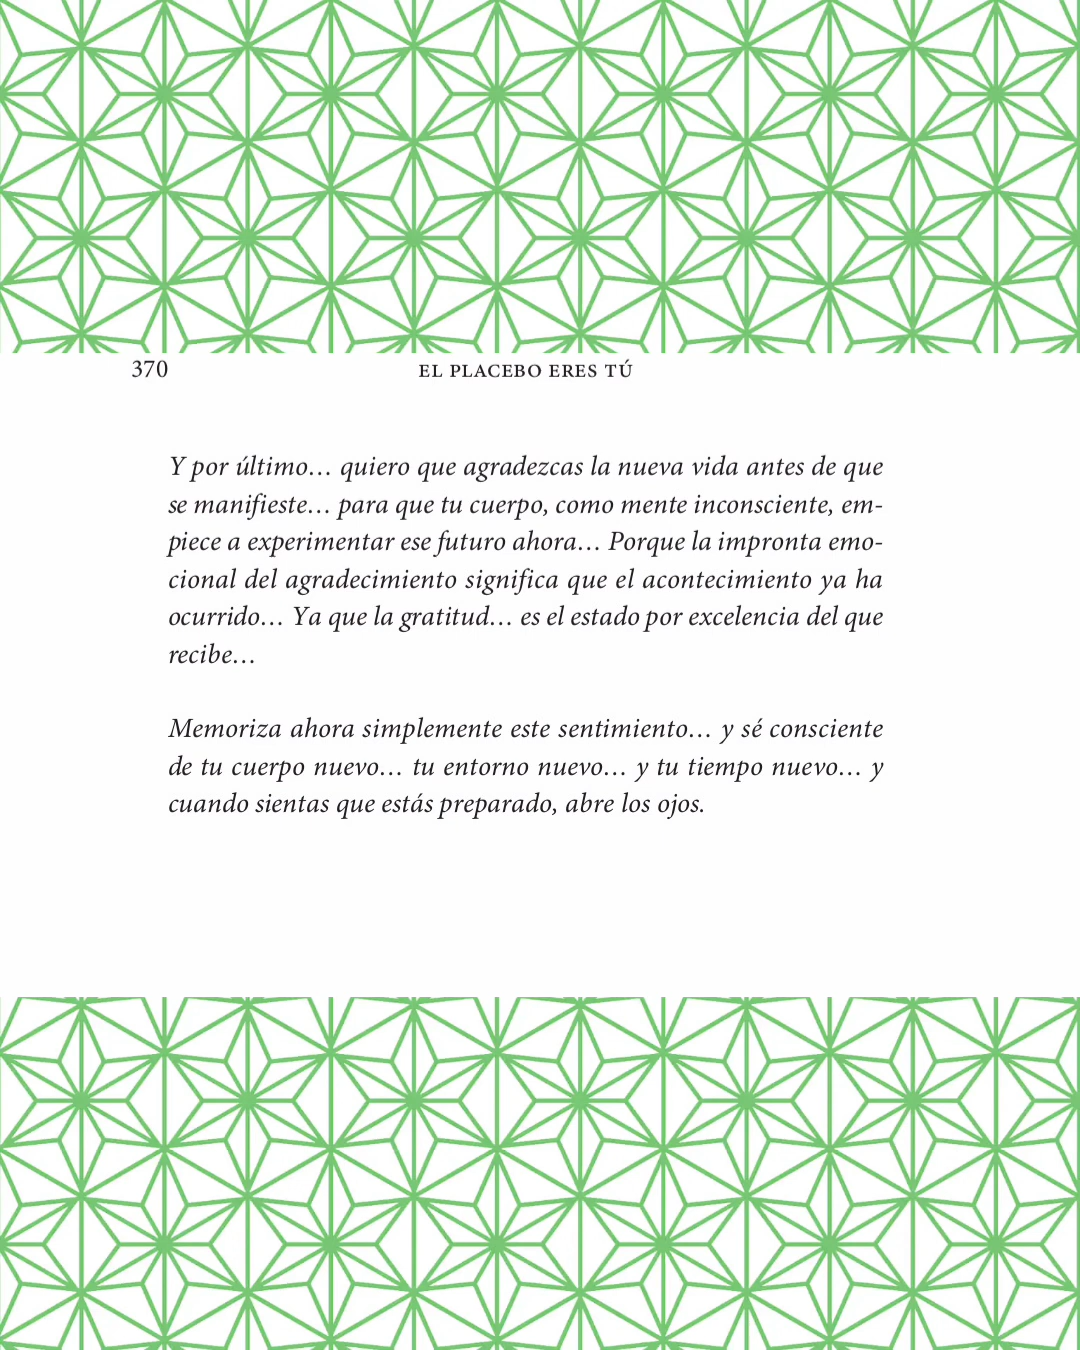 370
EL PLACEBO ERES TÚ
Y por último… quiero que agradezcas la nueva vida antes de que
se manifieste… para que tu cuerpo, como mente inconsciente, em-
piece a experimentar ese futuro ahora… Porque la impronta emo-
cional del agradecimiento significa que el acontecimiento ya ha
ocurrido… Ya que la gratitud… es el estado por excelencia del que
recibe…
Memoriza ahora simplemente este sentimiento… y sé consciente
de tu cuerpo nuevo… tu entorno nuevo… y tu tiempo nuevo… y
cuando sientas que estás preparado, abre los ojos.